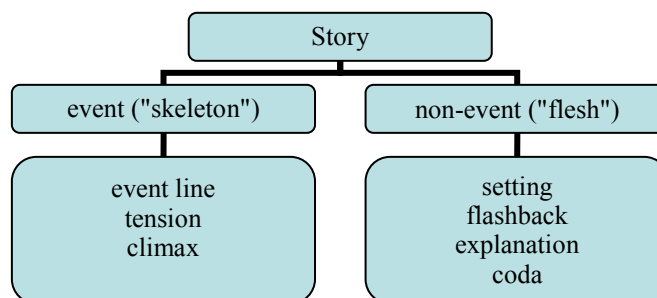 Story
event ("skeleton")
non-event ("flesh")
event line
tension
climax
setting
flashback
explanation
coda